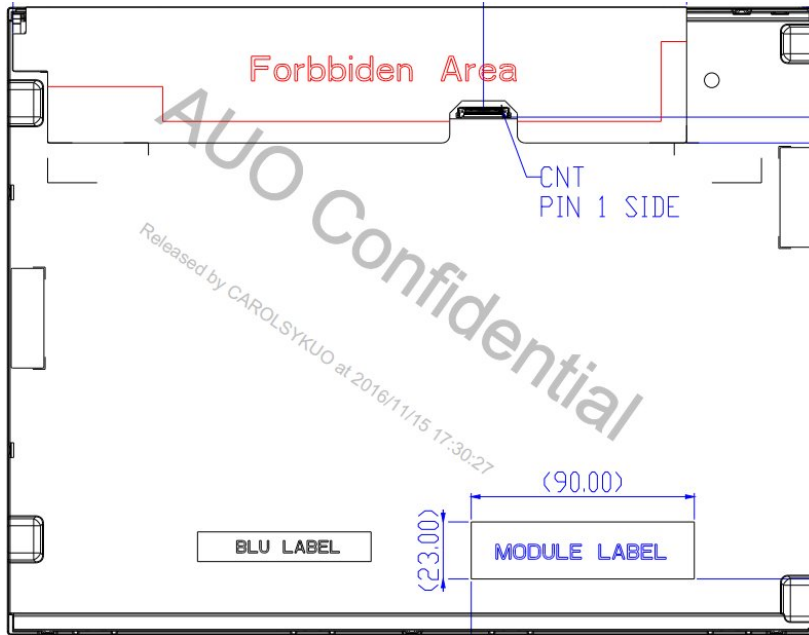 Forbbiden Area
CNT
PIN 1 SIDE
AUO Confidential
Released by CAROLSYKUO at 2016/11/15 17:30:27
(90.00)
(23.00)
BLU LABEL
MODULE LABEL